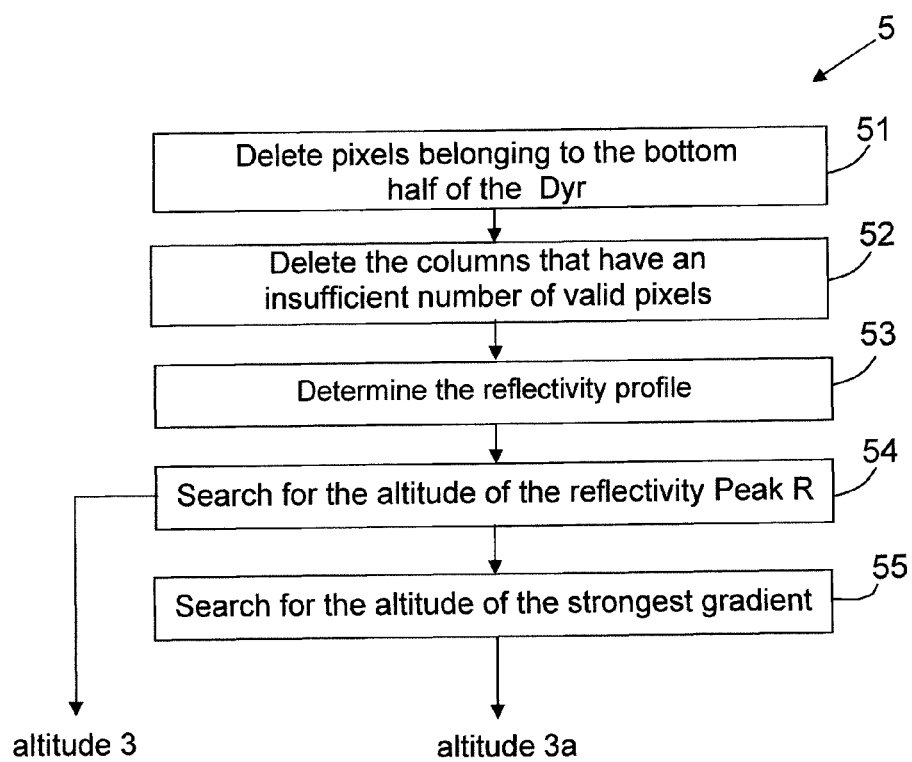 5
51
Delete pixels belonging to the bottom
half of the Dyr
52
Delete the columns that have an
insufficient number of valid pixels
53
Determine the reflectivity profile
54
Search for the altitude of the reflectivity Peak R
55
Search for the altitude of the strongest gradient
altitude 3
altitude 3a